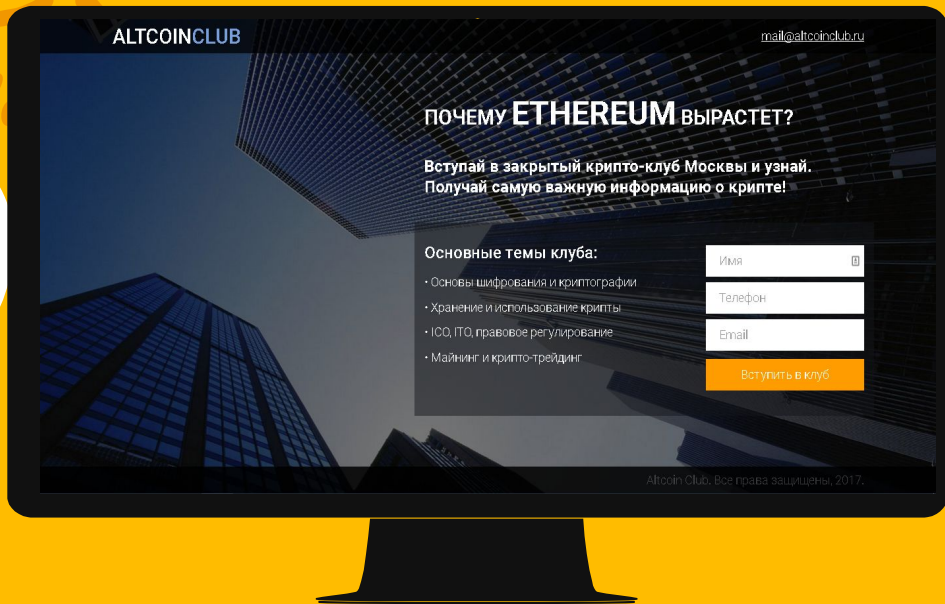 ALTCOINCLUB
mail@altcoinclub.ru
ПОЧЕМУ ETHEREUM ВЫРАСТЕТ?
Вступай в закрытый крипто-клуб Москвы и узнай.
Получай самую важную информацию о крипте!
Основные темы клуба:
• Основы шифрования и криптографии
• Хранение и использование крипты
• ICO, ITO, правовое регулирование
• Майнинг и крипто-трейдинг
Имя
Телефон
Email
Вступить в клуб
Altcoin Club. Все права защищены, 2017.